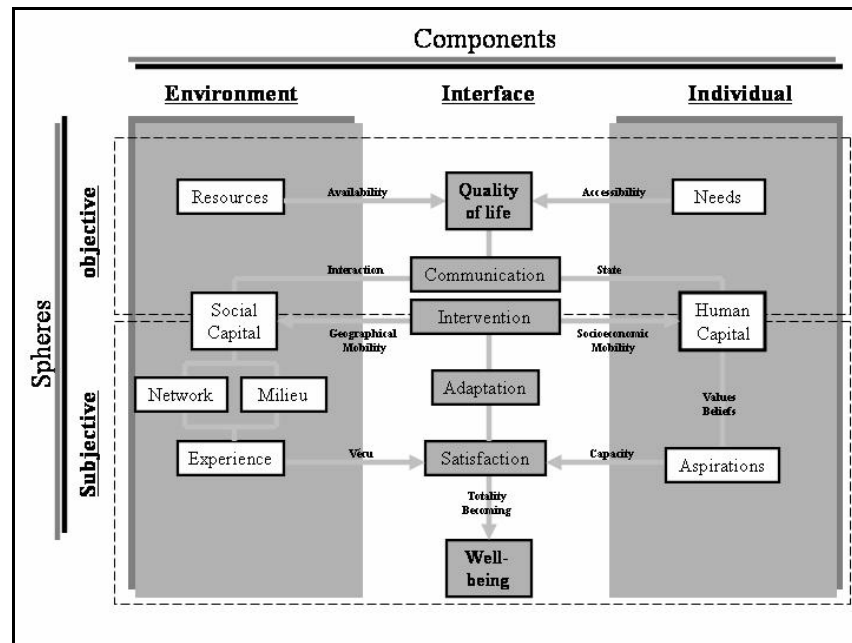 Components
Environment
Interface
Individual
Spheres
objective
Subjective
Resources
Availability
Quality
of life
Accessibility
Needs
Interaction
Communication
State
Social
Capital
Geographical
Mobility
Intervention
Socioeconomic
Mobility
Human
Capital
Network
Milieu
Adaptation
Values
Beliefs
Experience
Vécu
Satisfaction
Capacity
Aspirations
Totality
Becoming
Well-
being